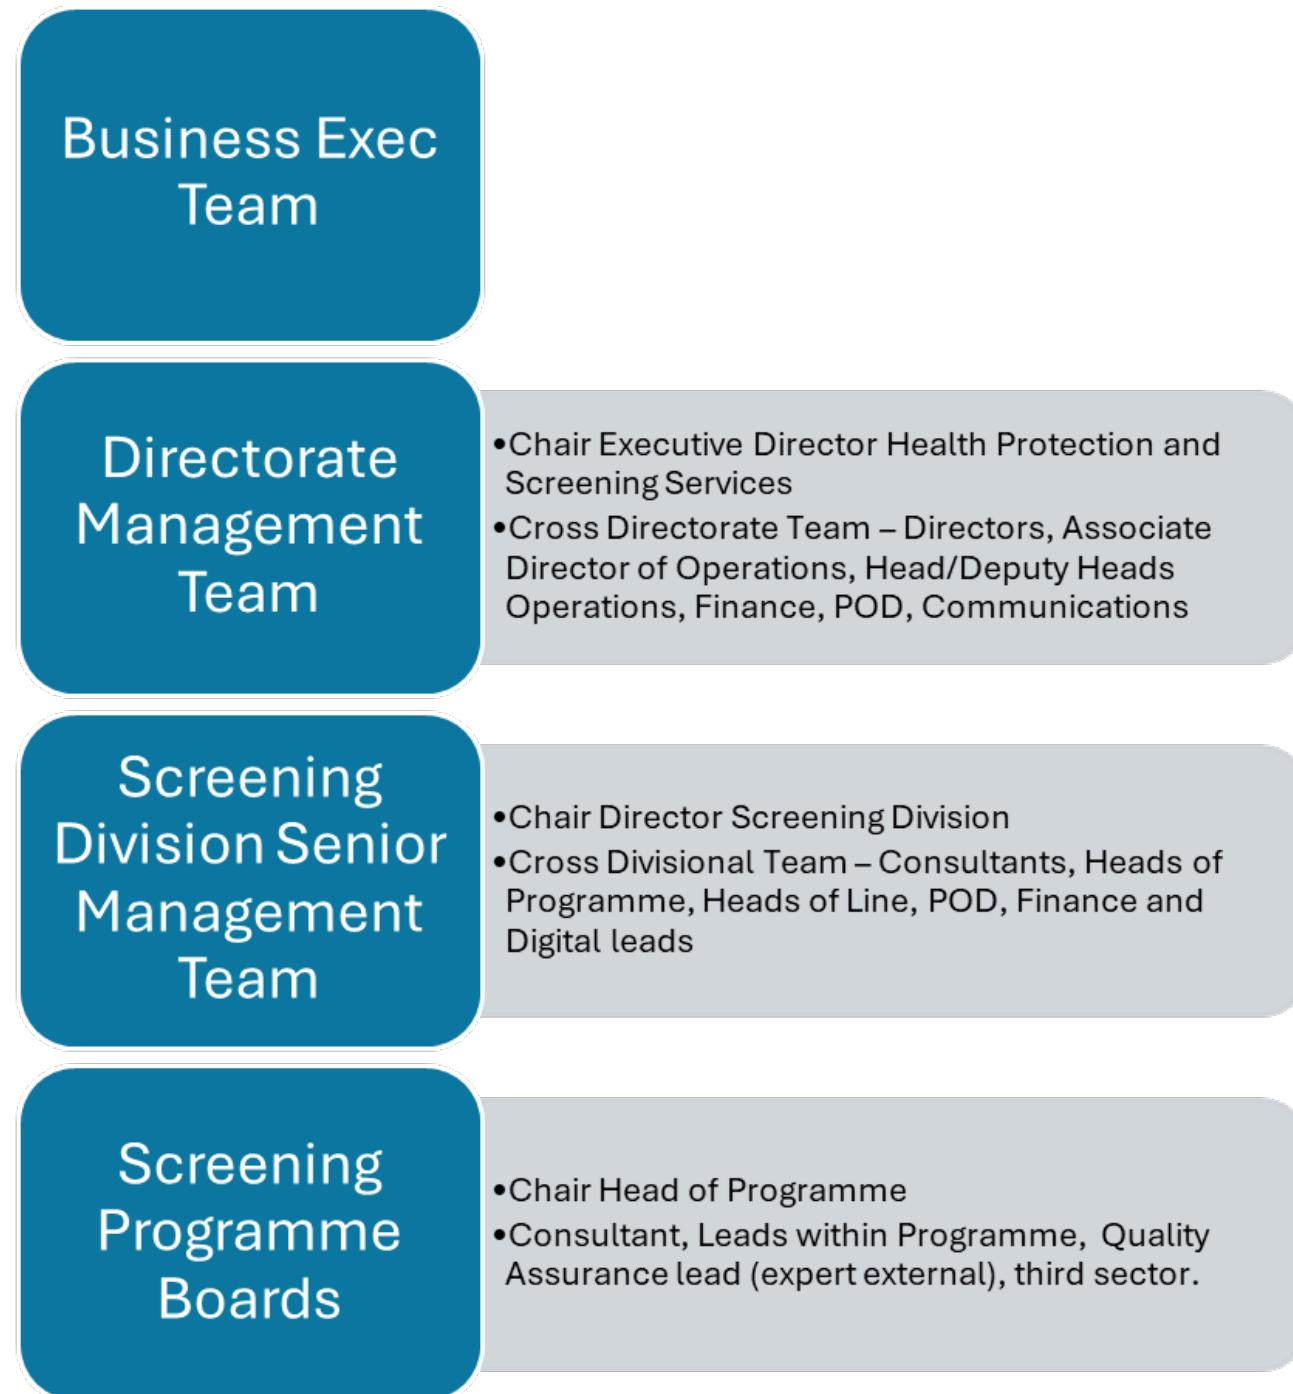 Business Exec
Team
Directorate
Management
Team
•Chair Executive Director Health Protection and
Screening Services
•Cross Directorate Team – Directors, Associate
Director of Operations, Head/Deputy Heads
Operations, Finance, POD, Communications
Screening
Division Senior
Management
Team
•Chair Director Screening Division
•Cross Divisional Team – Consultants, Heads of
Programme, Heads of Line, POD, Finance and
Digital leads
Screening
Programme
Boards
•Chair Head of Programme
•Consultant, Leads within Programme,  Quality
Assurance lead (expert external), third sector.